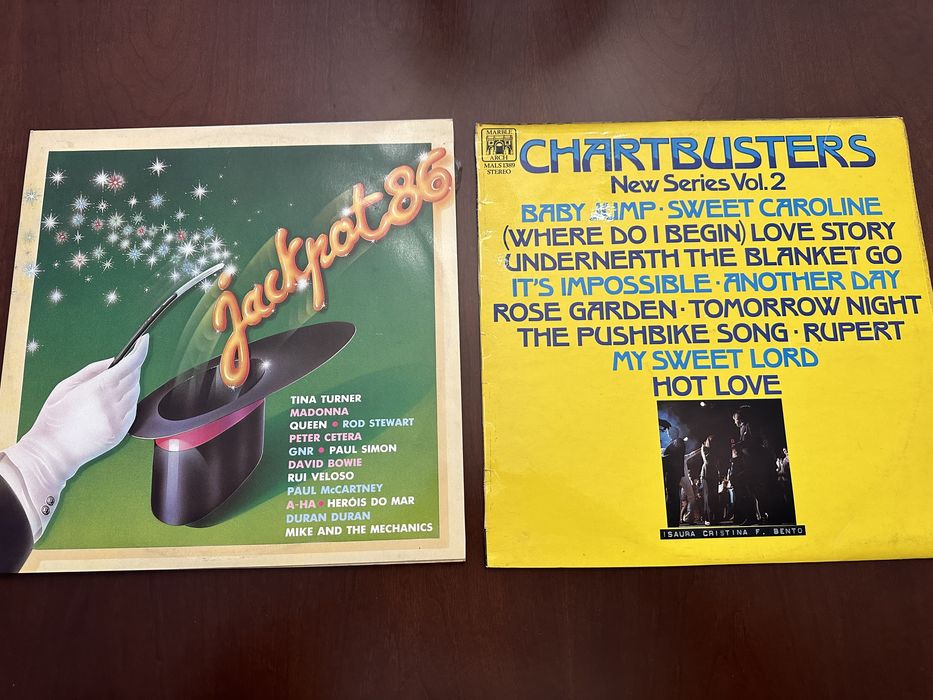 jackpot 86
TINA TURNER
MADONNA
QUEEN • ROD STEWART
PETER CETERA
GNR • PAUL SIMON
DAVID BOWIE
RUI VELOSO
PAUL McCARTNEY
A-HA • HERÓIS DO MAR
DURAN DURAN
MIKE AND THE MECHANICS
MARBLE
ARCH
MALS 1389
STEREO
CHARTBUSTERS
New Series Vol. 2
BABY JUMP · SWEET CAROLINE
(WHERE DO I BEGIN) LOVE STORY
UNDERNEATH THE BLANKET GO
IT'S IMPOSSIBLE · ANOTHER DAY
ROSE GARDEN · TOMORROW NIGHT
THE PUSHBIKE SONG · RUPERT
MY SWEET LORD
HOT LOVE
ISAURA CRISTINA F. BENTO